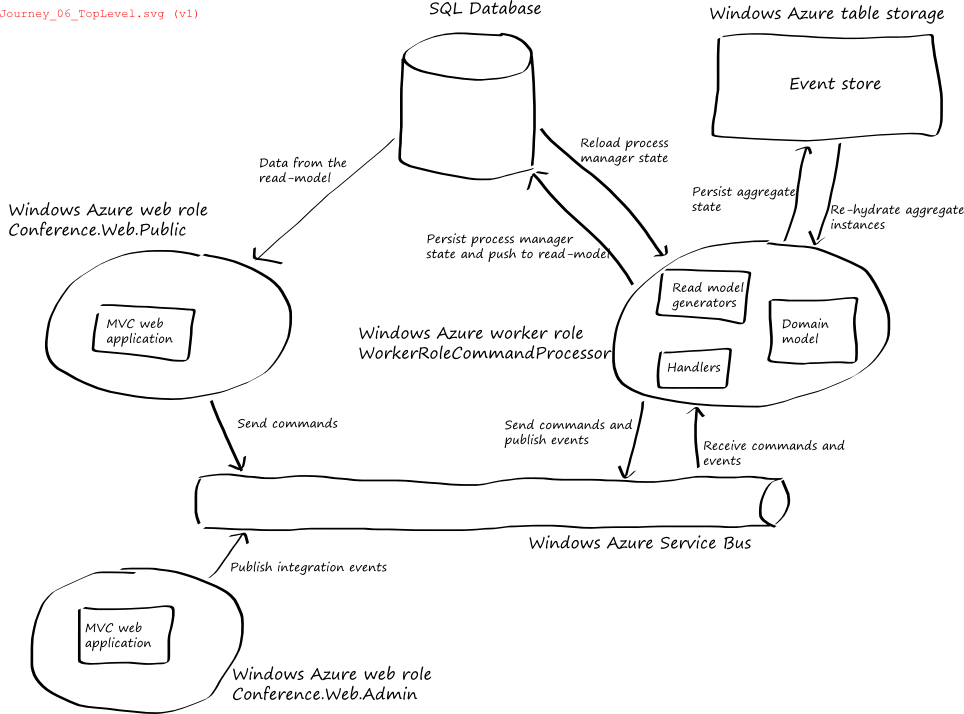 Journey_06_TopLevel.svg (v1)
SQL Database
Windows Azure table storage
Event store
Reload process
manager state
Data from the
read-model
Persist aggregate
state
Re-hydrate aggregate
instances
Windows Azure web role
Conference.Web.Public
Persist process manager
state and push to read-model
MVC web
application
Read model
generators
Domain
model
Handlers
Windows Azure worker role
WorkerRoleCommandProcessor
Send commands
Send commands and
publish events
Receive commands and
events
Windows Azure Service Bus
Publish integration events
MVC web
application
Windows Azure web role
Conference.Web.Admin